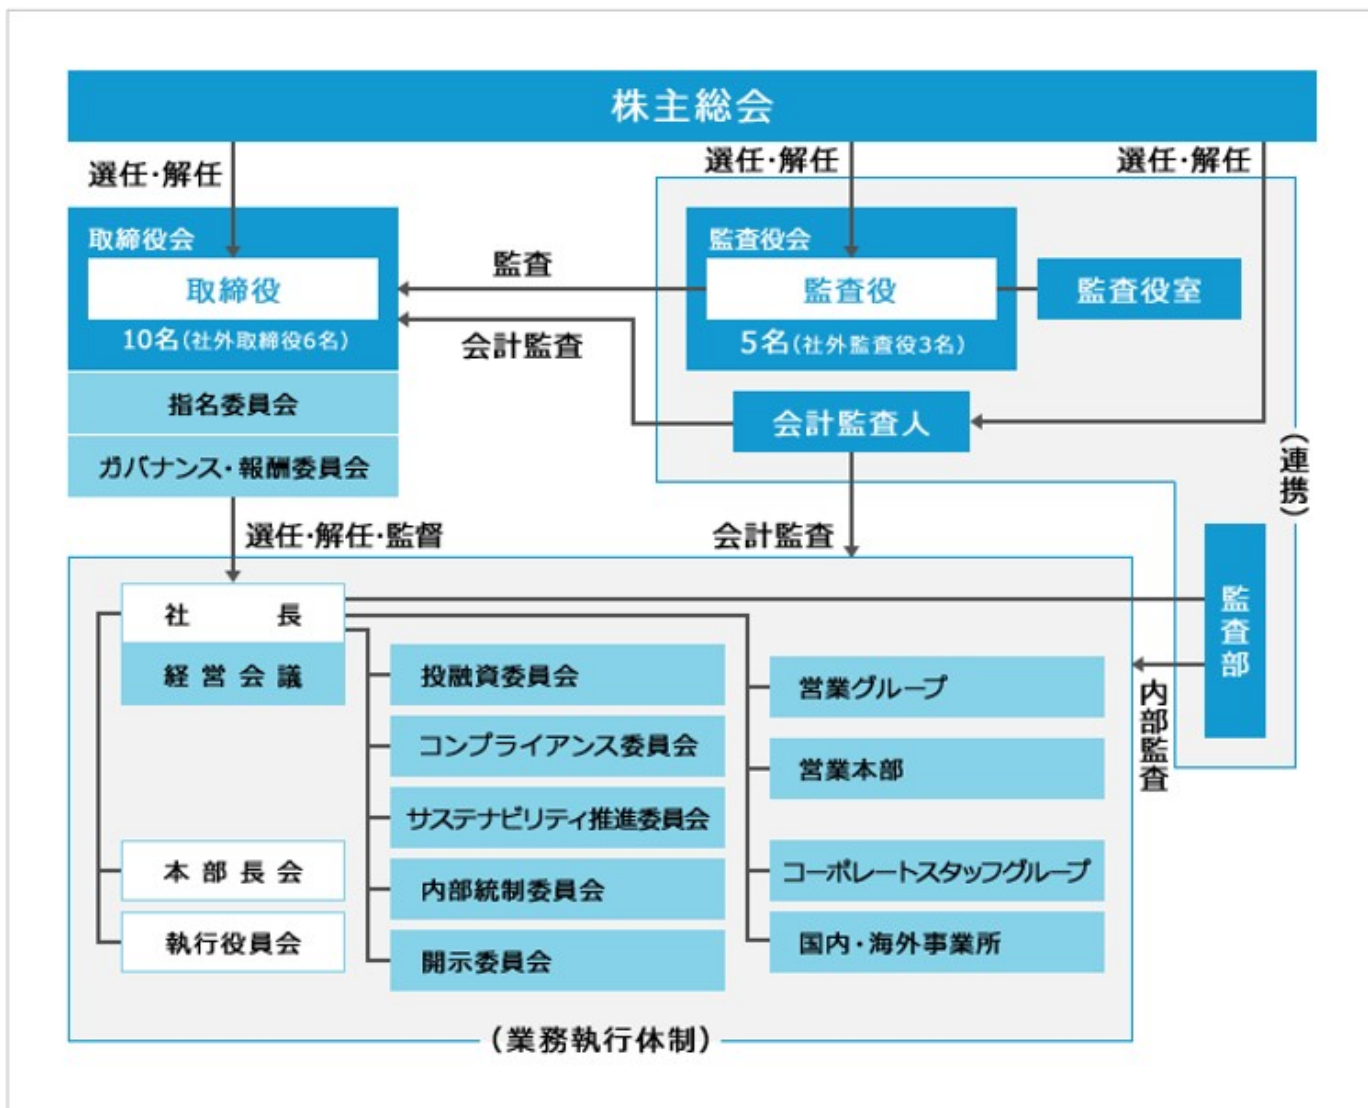 株主総会
選任・解任
選任・解任
選任・解任
取締役会
取締役
10名(社外取締役6名)
指名委員会
ガバナンス・報酬委員会
監査
会計監査
監査役会
監査役
5名(社外監査役3名)
監査役室
会計監査人
(連携)
選任・解任・監督
会計監査
社長
経営会議
本部長会
執行役員会
投融資委員会
コンプライアンス委員会
サステナビリティ推進委員会
内部統制委員会
開示委員会
営業グループ
営業本部
コーポレートスタッフグループ
国内・海外事業所
監査部
内部監査
(業務執行体制)